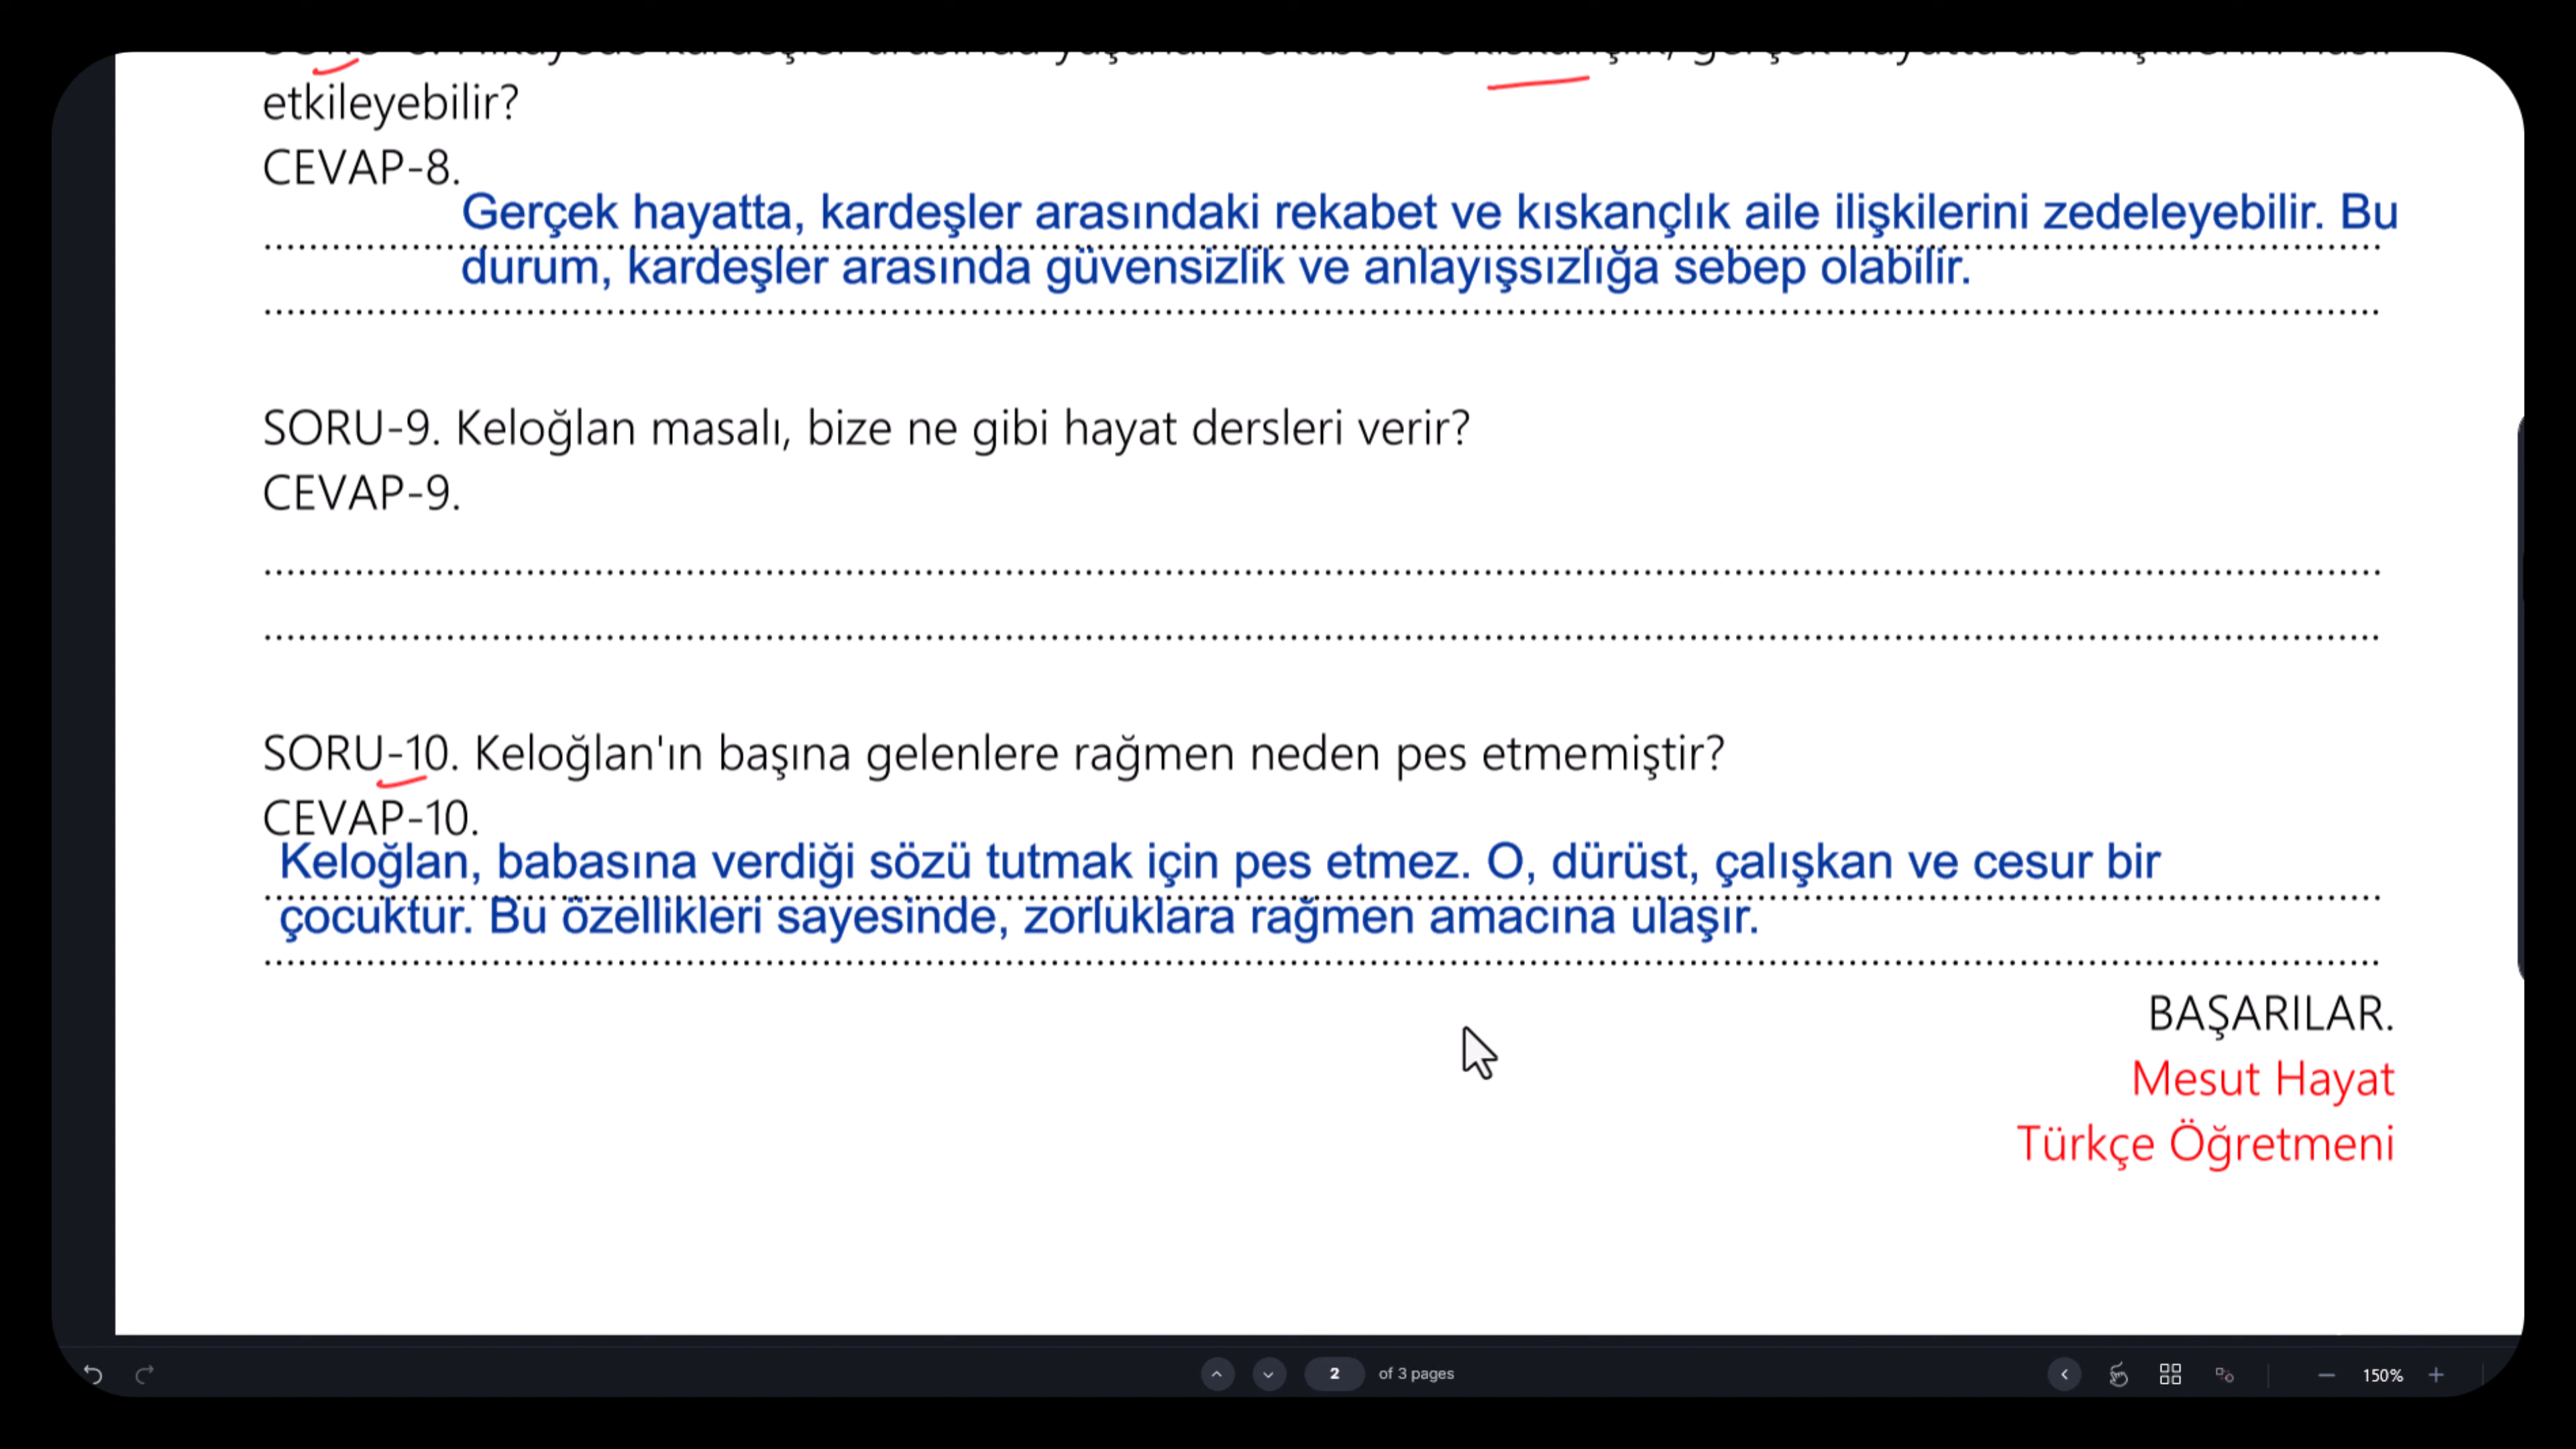 etkileyebilir?
CEVAP-8.
Gerçek hayatta, kardeşler arasındaki rekabet ve kıskançlık aile ilişkilerini zedeleyebilir. Bu
durum, kardeşler arasında güvensizlik ve anlayışsızlığa sebep olabilir.
SORU-9. Keloğlan masalı, bize ne gibi hayat dersleri verir?
CEVAP-9.
SORU-10. Keloğlan'ın başına gelenlere rağmen neden pes etmemiştir?
CEVAP-10.
Keloğlan, babasına verdiği sözü tutmak için pes etmez. O, dürüst, çalışkan ve cesur bir
çocuktur. Bu özellikleri sayesinde, zorluklara rağmen amacına ulaşır.
BAŞARILAR.
Mesut Hayat
Türkçe Öğretmeni
2 of 3 pages
150%